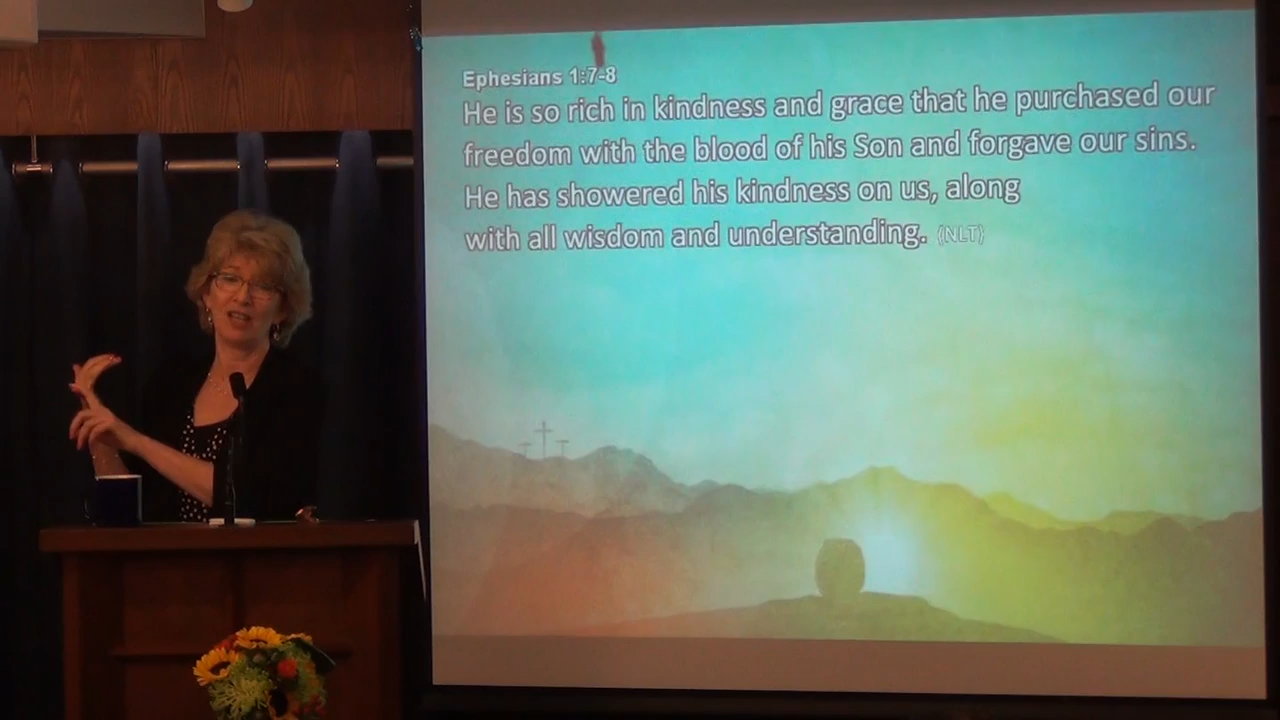 Ephesians 1:7-8
He is so rich in kindness and grace that he purchased our
freedom with the blood of his Son and forgave our sins.
He has showered his kindness on us, along
with all wisdom and understanding. {NLT}